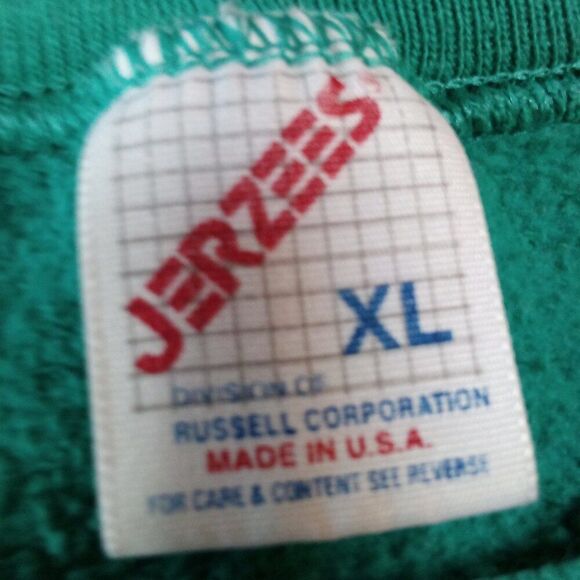 JERZEES
XL
DIVISION OF
RUSSELL CORPORATION
MADE IN U.S.A.
FOR CARE & CONTENT SEE REVERSE